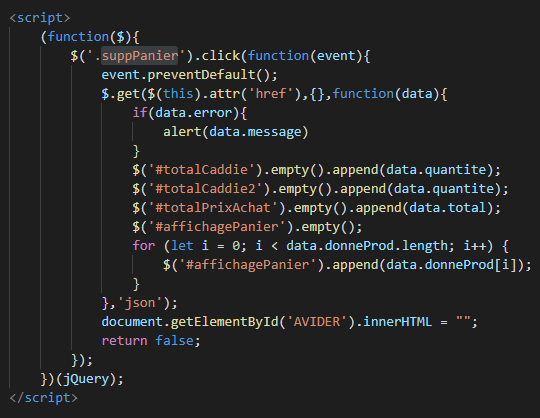 <script>
(function($){
$('.suppPanier').click(function(event){
event.preventDefault();
$.get($(this).attr('href'),{},function(data){
if(data.error){
alert(data.message)
}
$('#totalCaddie').empty().append(data.quantite);
$('#totalCaddie2').empty().append(data.quantite);
$('#totalPrixAchat').empty().append(data.total);
$('#affichagePanier').empty();
for (let i = 0; i < data.donneProd.length; i++) {
$('#affichagePanier').append(data.donneProd[i]);
}
},'json');
document.getElementById('AVIDER').innerHTML = "";
return false;
});
})(jQuery);
</script>